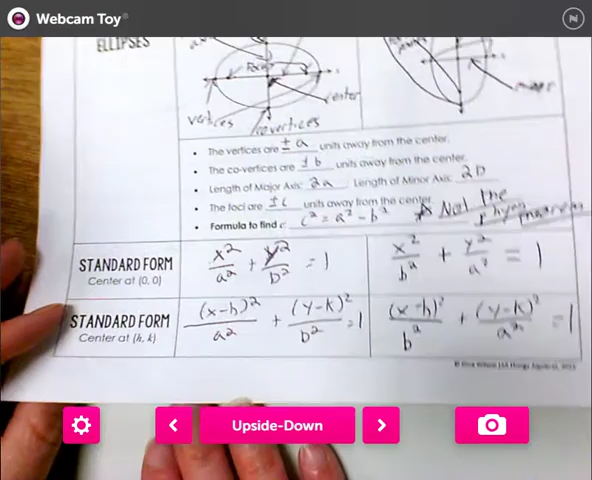 Webcam Toy
ELLIPSES
Foci
center
vertices
covertices
major
• The vertices are ± a units away from the center.
• The co-vertices are ± b units away from the center.
• Length of Major Axis: 2a Length of Minor Axis: 2b
• The foci are ± c units away from the center.
• Formula to find c: c² = a² - b² Not the
STANDARD FORM
Center at (0, 0)
x²/a² + y²/b² = 1
x²/b² + y²/a² = 1
STANDARD FORM
Center at (h, k)
(x-h)²/a² + (y-k)²/b² = 1
(x-h)²/b² + (y-k)²/a² = 1
Upside-Down